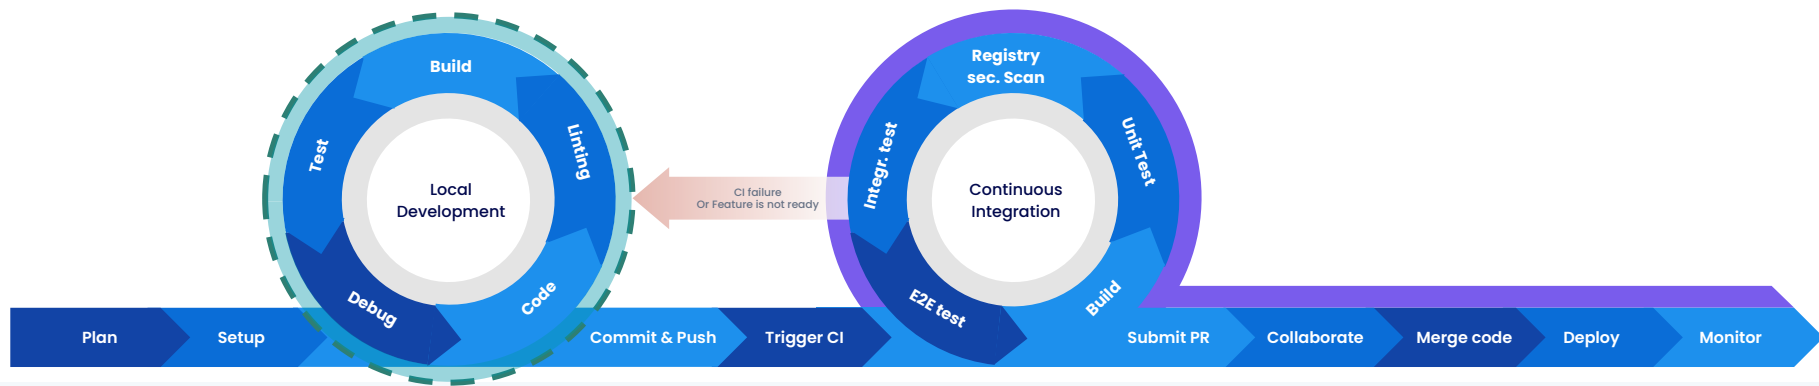 Build
Linting
Code
Debug
Test
Local
Development
CI failure
Or Feature is not ready
Registry
sec. Scan
Unit Test
Build
E2E test
Integr. test
Continuous
Integration
Plan
Setup
Commit & Push
Trigger CI
Submit PR
Collaborate
Merge code
Deploy
Monitor